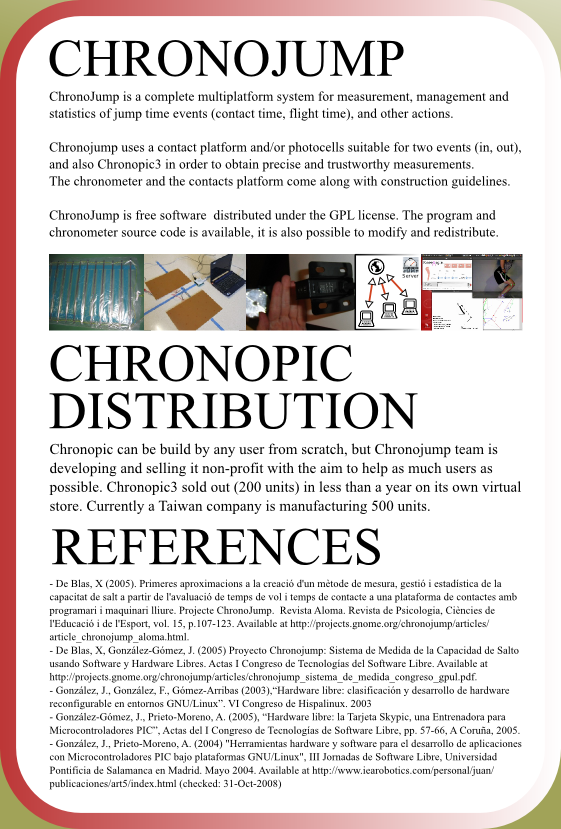 CHRONOJUMP
ChronoJump is a complete multiplatform system for measurement, management and
statistics of jump time events (contact time, flight time), and other actions.
Chronojump uses a contact platform and/or photocells suitable for two events (in, out),
and also Chronopic3 in order to obtain precise and trustworthy measurements.
The chronometer and the contacts platform come along with construction guidelines.
ChronoJump is free software distributed under the GPL license. The program and
chronometer source code is available, it is also possible to modify and redistribute.
Server
CHRONOPIC
DISTRIBUTION
Chronopic can be build by any user from scratch, but Chronojump team is
developing and selling it non-profit with the aim to help as much users as
possible. Chronopic3 sold out (200 units) in less than a year on its own virtual
store. Currently a Taiwan company is manufacturing 500 units.
REFERENCES
- De Blas, X (2005). Primeres aproximacions a la creació d'un mètode de mesura, gestió i estadística de la
capacitat de salt a partir de l'avaluació de temps de vol i temps de contacte a una plataforma de contactes amb
programari i maquinari lliure. Projecte ChronoJump. Revista Aloma. Revista de Psicologia, Ciències de
l'Educació i de l'Esport, vol. 15, p.107-123. Available at http://projects.gnome.org/chronojump/articles/
article_chronojump_aloma.html.
- De Blas, X, González-Gómez, J. (2005) Proyecto Chronojump: Sistema de Medida de la Capacidad de Salto
usando Software y Hardware Libres. Actas I Congreso de Tecnologías del Software Libre. Available at
http://projects.gnome.org/chronojump/articles/chronojump_sistema_de_medida_congreso_gpul.pdf.
- González, J., González, F., Gómez-Arribas (2003),“Hardware libre: clasificación y desarrollo de hardware
reconfigurable en entornos GNU/Linux”. VI Congreso de Hispalinux. 2003
- González-Gómez, J., Prieto-Moreno, A. (2005), “Hardware libre: la Tarjeta Skypic, una Entrenadora para
Microcontroladores PIC”, Actas del I Congreso de Tecnologías de Software Libre, pp. 57-66, A Coruña, 2005.
- González, J., Prieto-Moreno, A. (2004) "Herramientas hardware y software para el desarrollo de aplicaciones
con Microcontroladores PIC bajo plataformas GNU/Linux", III Jornadas de Software Libre, Universidad
Pontificia de Salamanca en Madrid. Mayo 2004. Available at http://www.iearobotics.com/personal/juan/
publicaciones/art5/index.html (checked: 31-Oct-2008)